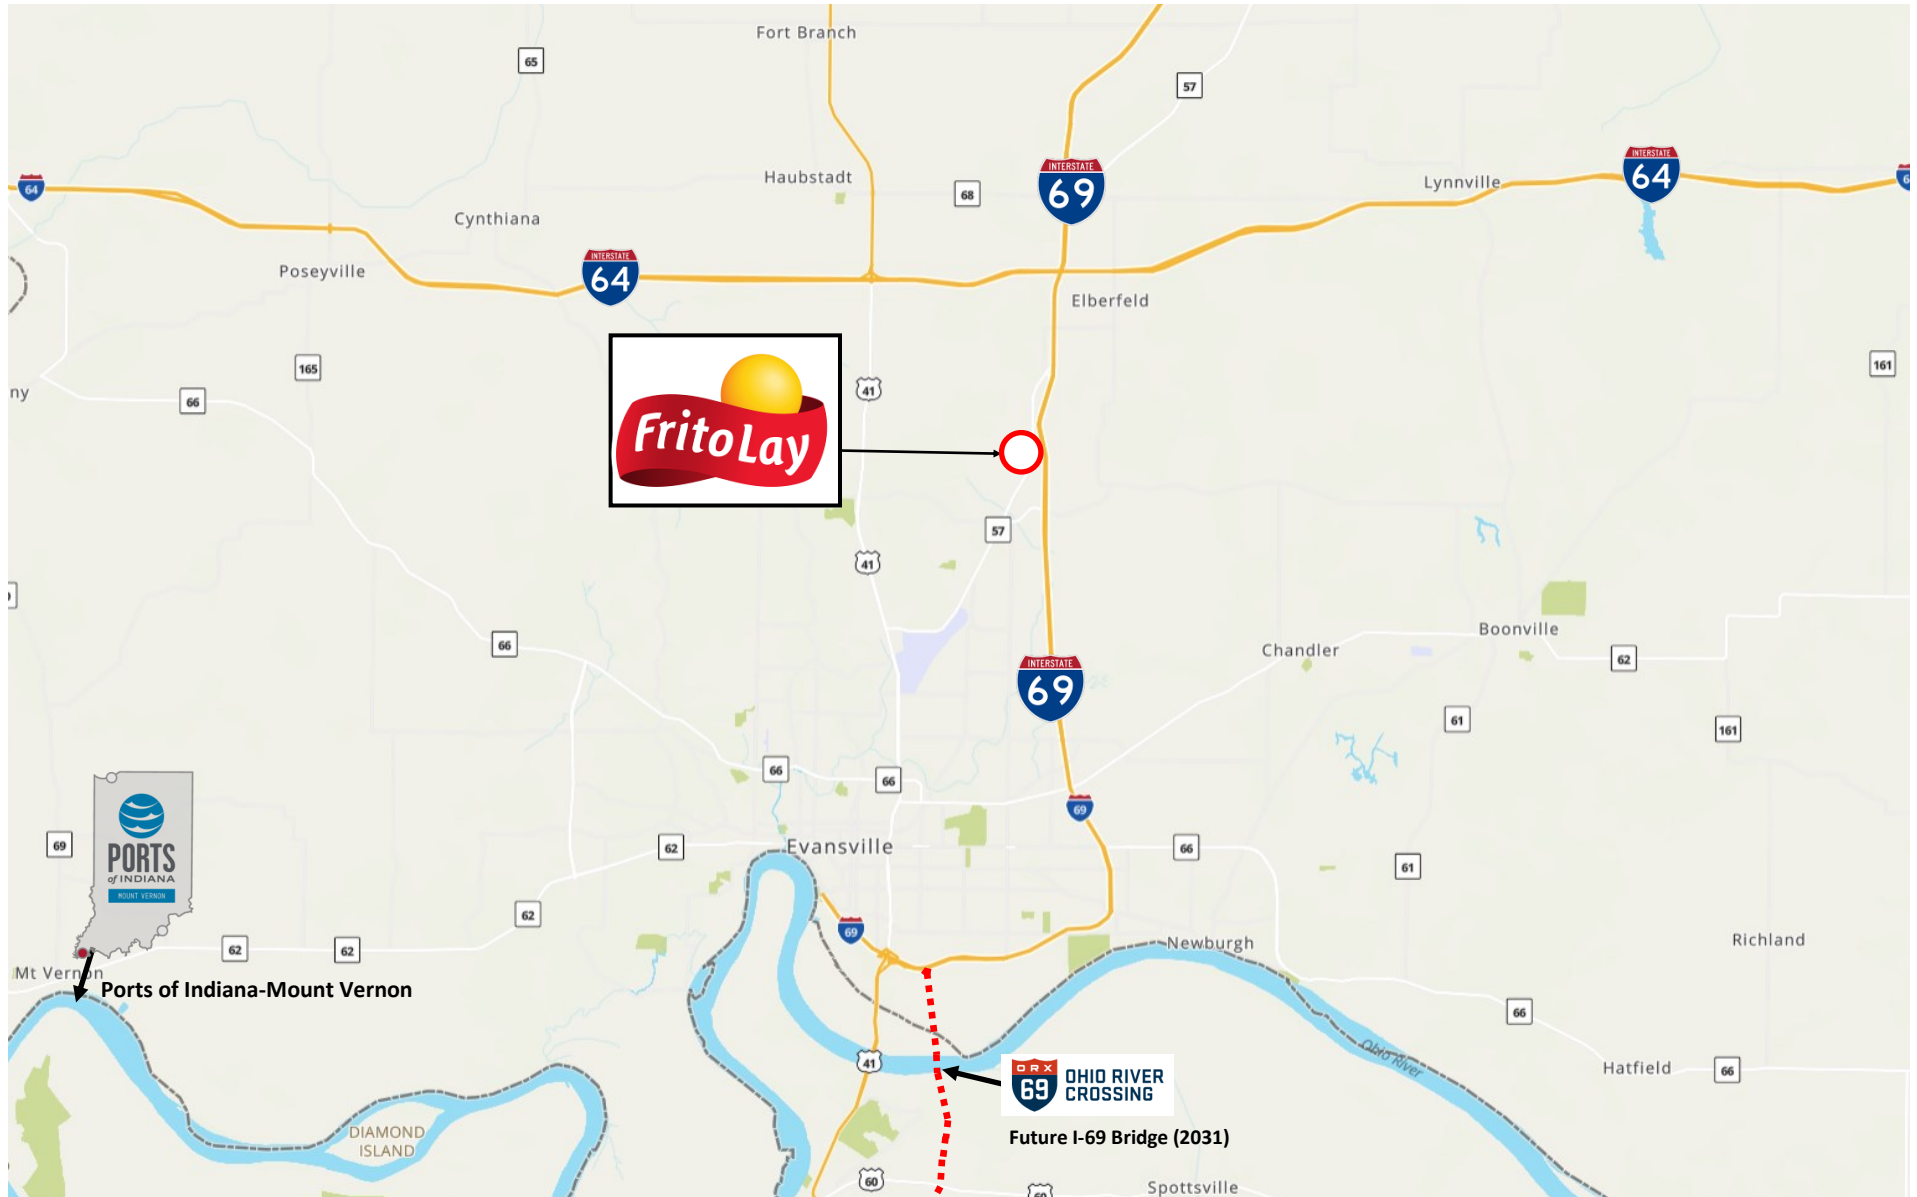 Fort Branch
65
57
INTERSTATE
69
INTERSTATE
64
64
Haubstadt
68
Lynnville
Cynthiana
Poseyville
INTERSTATE
64
Elberfeld
165
161
41
ny
66
Frito Lay
57
41
Boonville
Chandler
66
62
INTERSTATE
69
61
161
66
66
69
69
PORTS
of INDIANA
MOUNT VERNON
62
Evansville
66
61
62
69
62
62
Newburgh
Richland
Mt Vernon
Ports of Indiana-Mount Vernon
66
Ohio River
41
ORX
69
OHIO RIVER
CROSSING
Hatfield
66
DIAMOND
ISLAND
Future I-69 Bridge (2031)
60
60
Spottsville